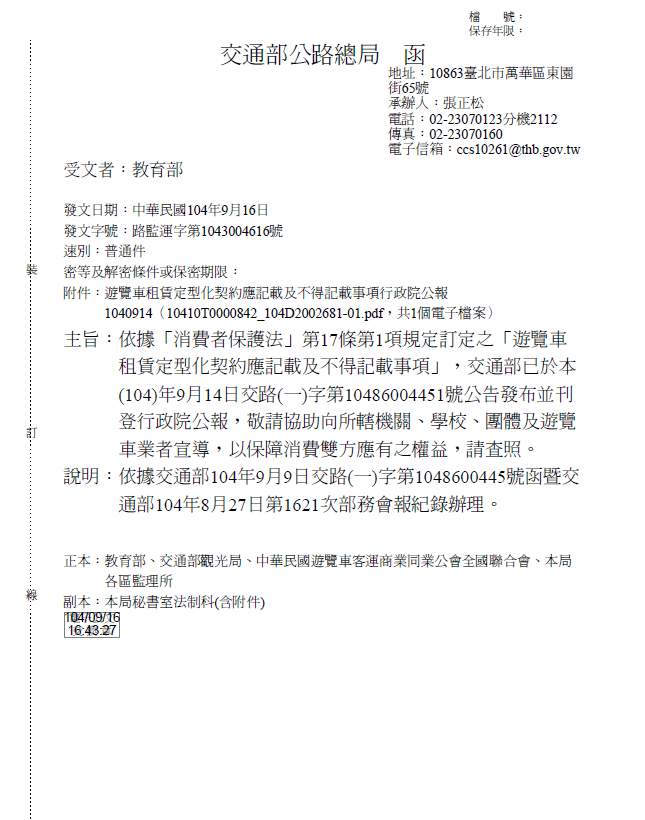 檔　　號：
保存年限：
交通部公路總局　函
地址：10863臺北市萬華區東園
街65號
承辦人：張正松
電話：02-23070123分機2112
傳真：02-23070160
電子信箱：ccs10261@thb.gov.tw
受文者：教育部
發文日期：中華民國104年9月16日
發文字號：路監運字第1043004616號
速別：普通件
密等及解密條件或保密期限：
附件：遊覽車租賃定型化契約應記載及不得記載事項行政院公報
1040914（10410T0000842_104D2002681-01.pdf，共1個電子檔案）
主旨：依據「消費者保護法」第17條第1項規定訂定之「遊覽車
租賃定型化契約應記載及不得記載事項」，交通部已於本
(104)年9月14日交路(一)字第10486004451號公告發布並刊
登行政院公報，敬請協助向所轄機關、學校、團體及遊覽
車業者宣導，以保障消費雙方應有之權益，請查照。
說明：依據交通部104年9月9日交路(一)字第1048600445號函暨交
通部104年8月27日第1621次部務會報紀錄辦理。
正本：教育部、交通部觀光局、中華民國遊覽車客運商業同業公會全國聯合會、本局
各區監理所
副本：本局秘書室法制科(含附件)
104/09/16
16:43:27
裝
訂
線